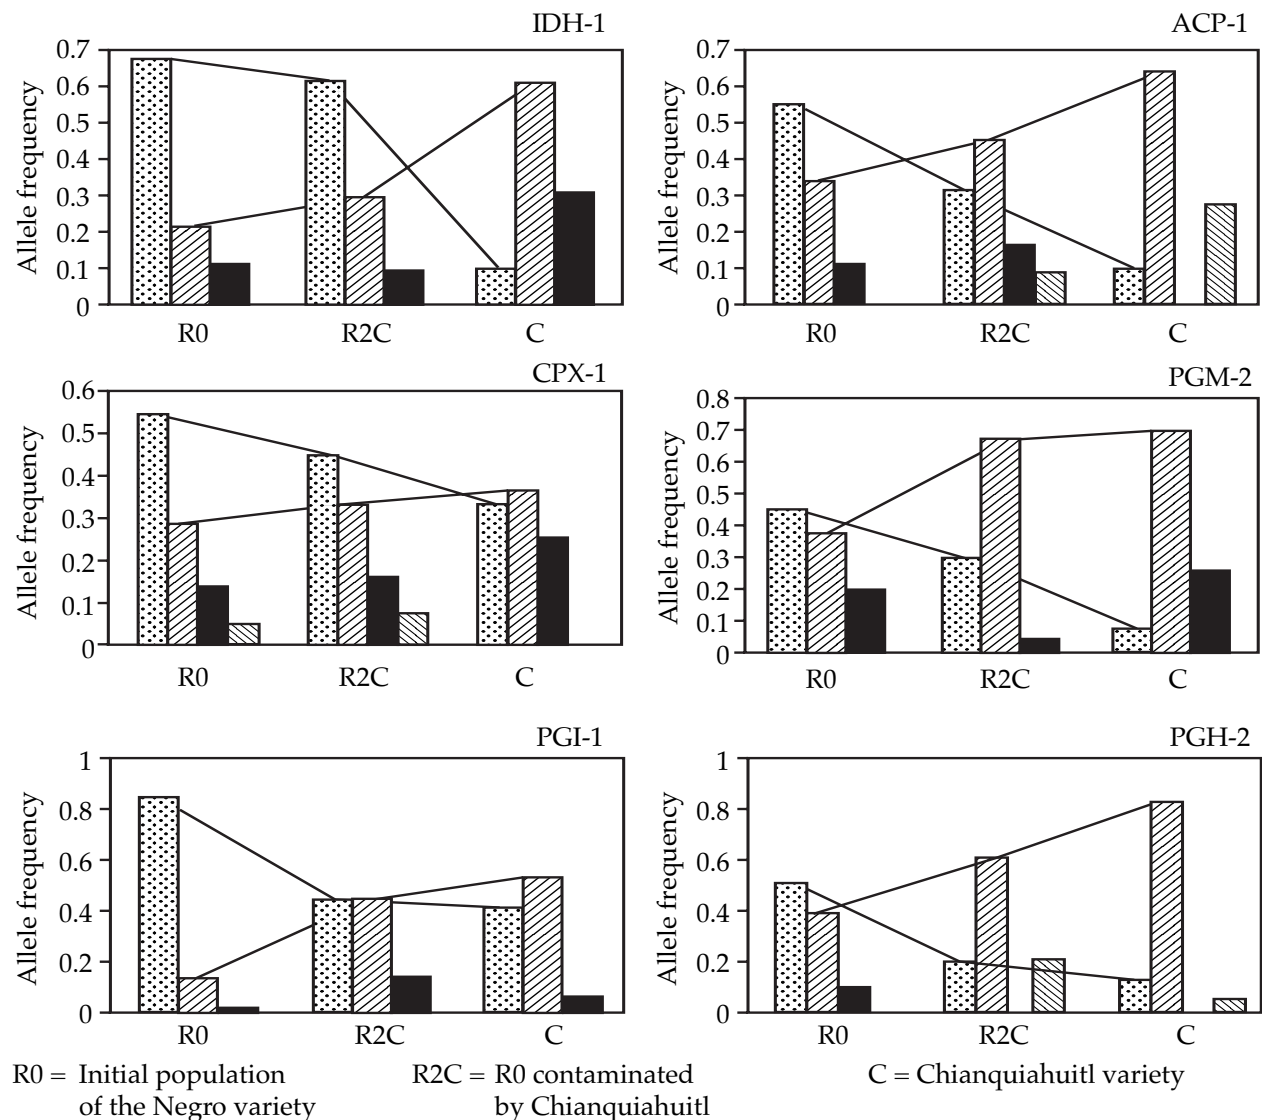 IDH-1
Allele frequency
0.7
0.6
0.5
0.4
0.3
0.2
0.1
0
R0 R2C C
ACP-1
Allele frequency
0.7
0.6
0.5
0.4
0.3
0.2
0.1
0
R0 R2C C
CPX-1
Allele frequency
0.6
0.5
0.4
0.3
0.2
0.1
0
R0 R2C C
PGM-2
Allele frequency
0.8
0.7
0.6
0.5
0.4
0.3
0.2
0.1
0
R0 R2C C
PGI-1
Allele frequency
1
0.8
0.6
0.4
0.2
0
R0 R2C C
PGH-2
Allele frequency
1
0.8
0.6
0.4
0.2
0
R0 R2C C
R0 = Initial population
of the Negro variety
R2C = R0 contaminated
by Chianquiahuitl
C = Chianquiahuitl variety